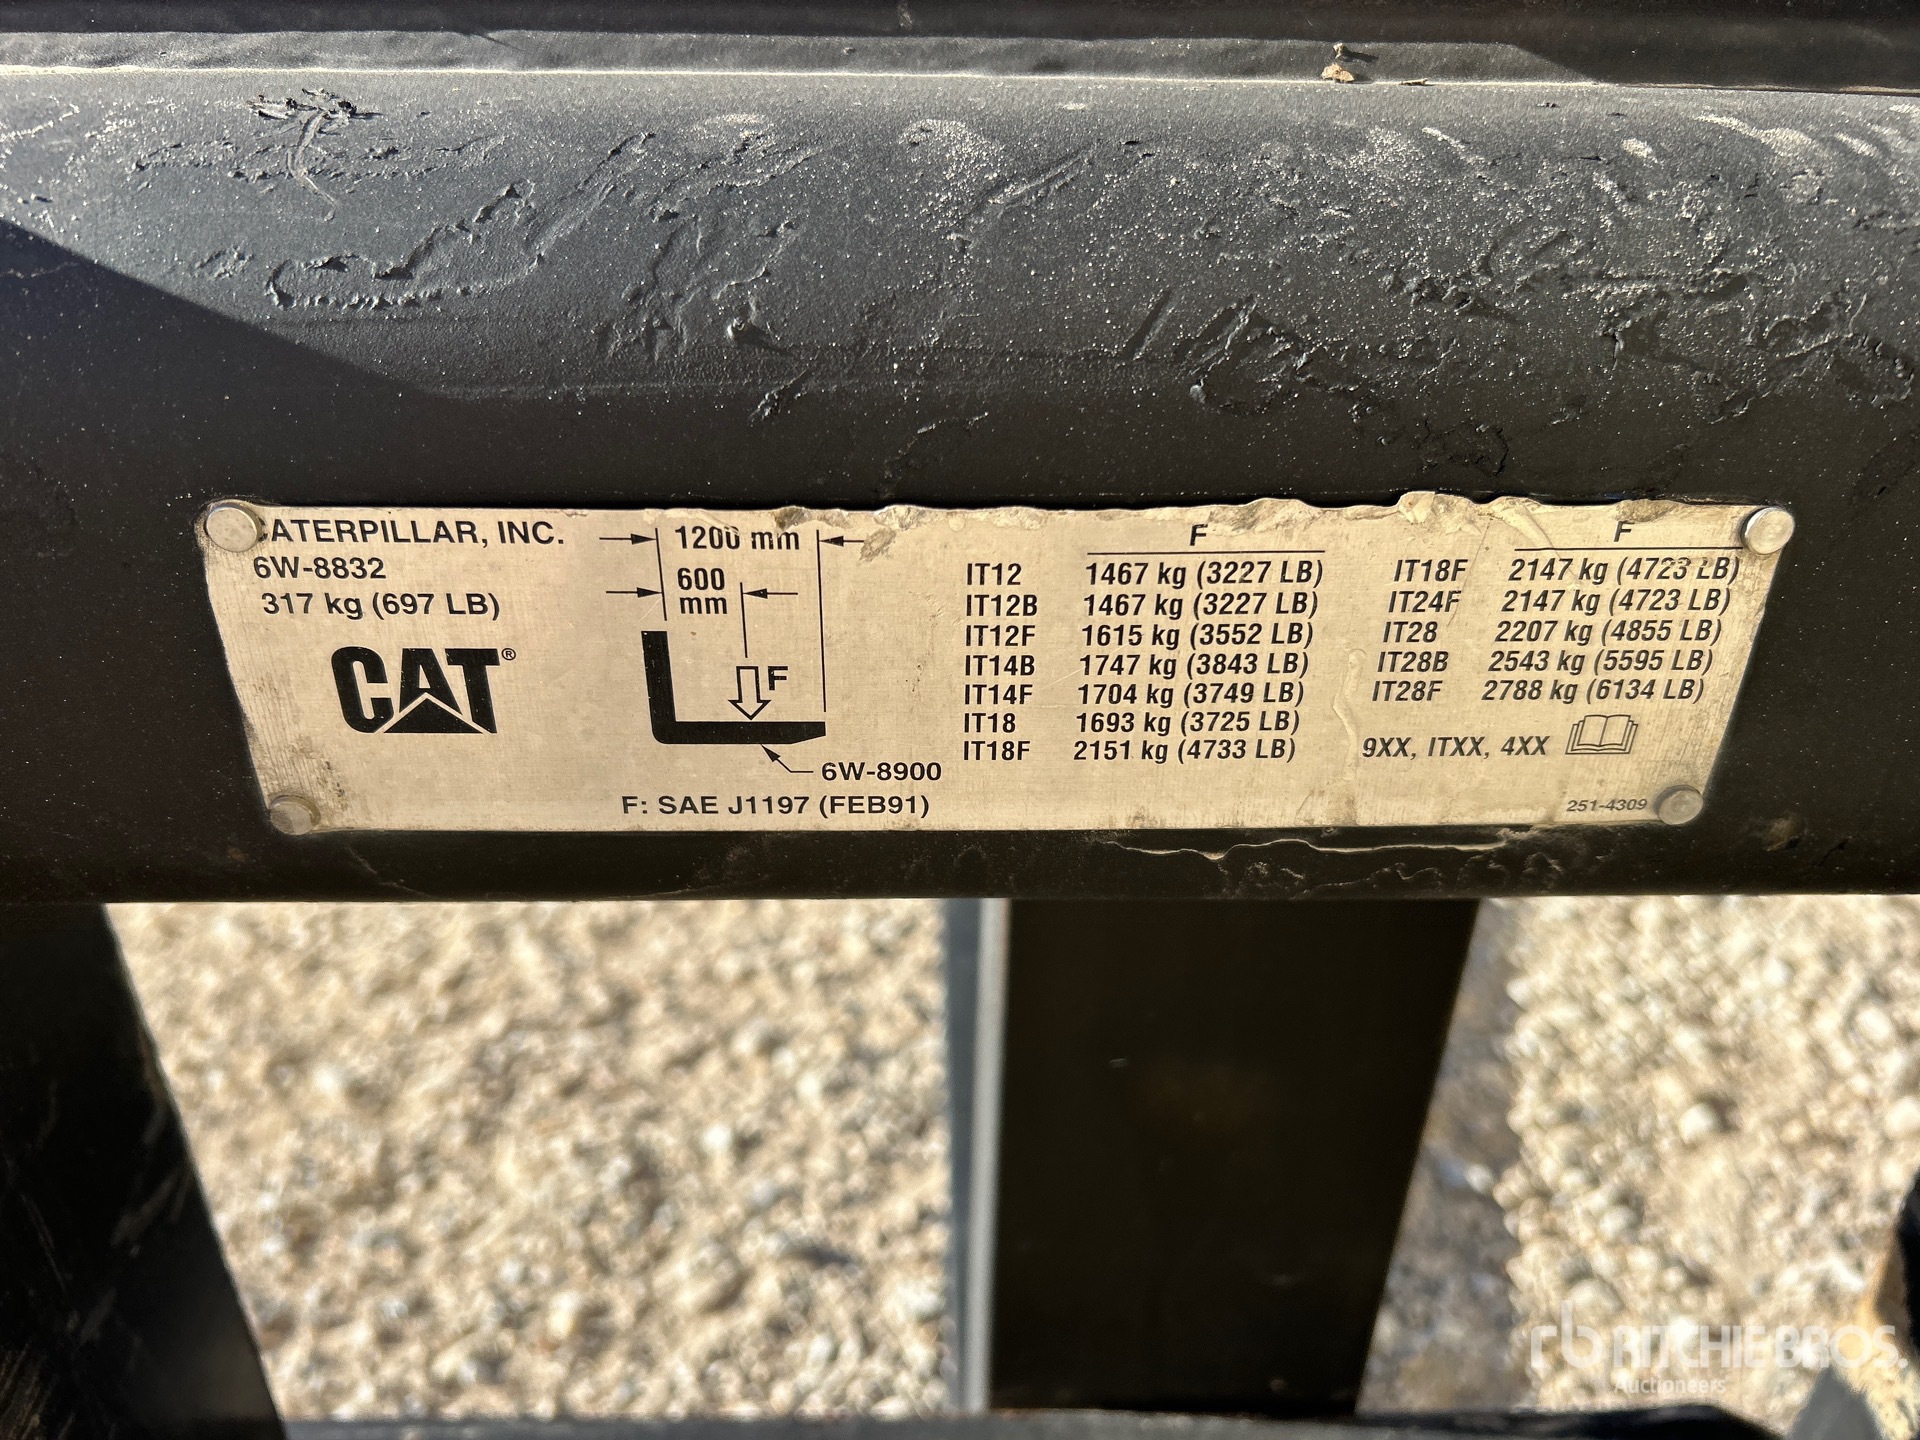 CATERPILLAR, INC.
6W-8832
317 kg (697 LB)
CAT®
1200 mm
600
mm
F
6W-8900
F: SAE J1197 (FEB91)
F
IT12 1467 kg (3227 LB)
IT12B 1467 kg (3227 LB)
IT12F 1615 kg (3552 LB)
IT14B 1747 kg (3843 LB)
IT14F 1704 kg (3749 LB)
IT18 1693 kg (3725 LB)
IT18F 2151 kg (4733 LB)
F
IT18F 2147 kg (4723 LB)
IT24F 2147 kg (4723 LB)
IT28 2207 kg (4855 LB)
IT28B 2543 kg (5595 LB)
IT28F 2788 kg (6134 LB)
9XX, ITXX, 4XX
251-4309
rb RITCHIE BROS.
Auctioneers